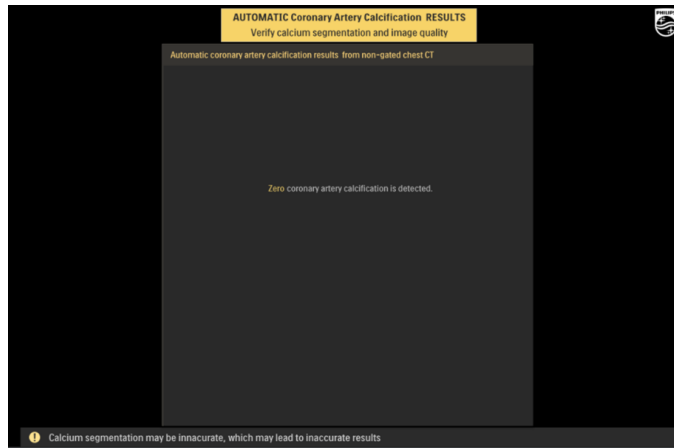 AUTOMATIC Coronary Artery Calcification RESULTS
Verify calcium segmentation and image quality
PHILIPS
Automatic coronary artery calcification results from non-gated chest CT
Zero coronary artery calcification is detected.
Calcium segmentation may be innacurate, which may lead to inaccurate results